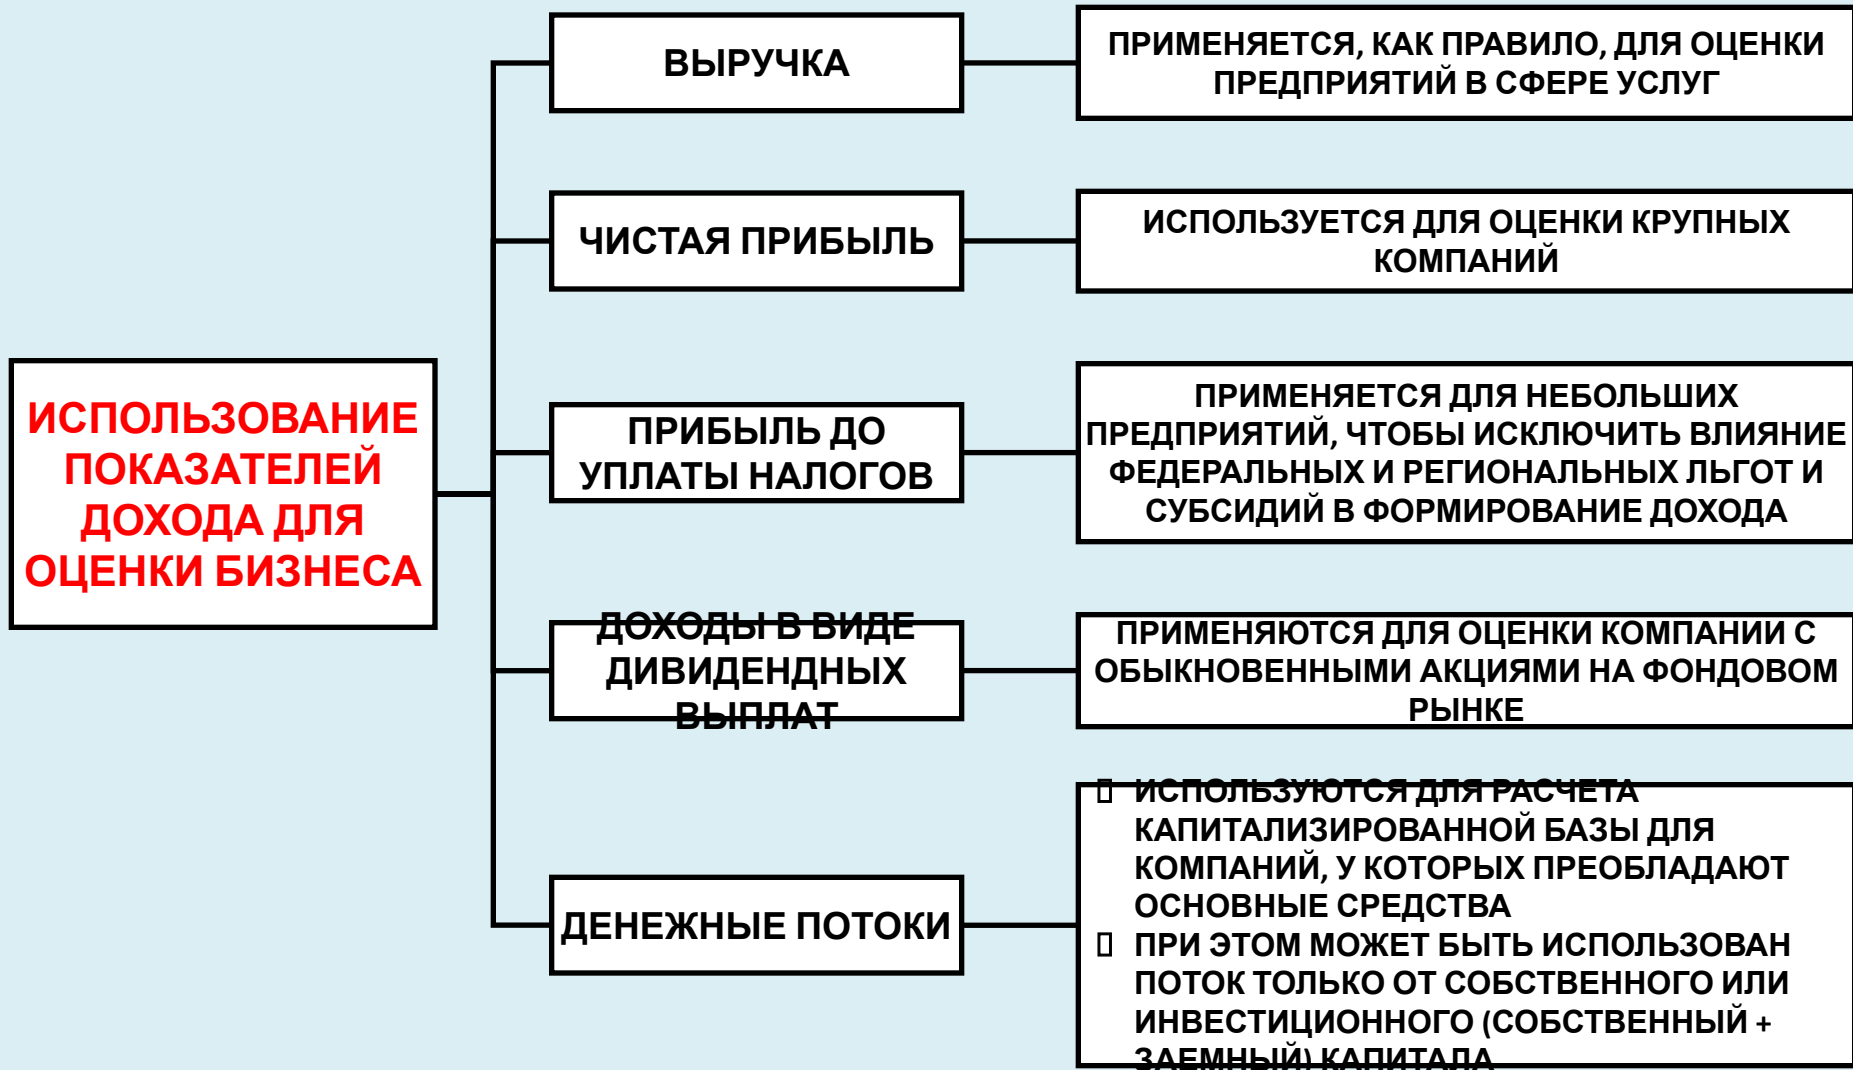 ИСПОЛЬЗОВАНИЕ
ПОКАЗАТЕЛЕЙ
ДОХОДА ДЛЯ
ОЦЕНКИ БИЗНЕСА
ВЫРУЧКА
ПРИМЕНЯЕТСЯ, КАК ПРАВИЛО, ДЛЯ ОЦЕНКИ
ПРЕДПРИЯТИЙ В СФЕРЕ УСЛУГ
ЧИСТАЯ ПРИБЫЛЬ
ИСПОЛЬЗУЕТСЯ ДЛЯ ОЦЕНКИ КРУПНЫХ
КОМПАНИЙ
ПРИБЫЛЬ ДО
УПЛАТЫ НАЛОГОВ
ПРИМЕНЯЕТСЯ ДЛЯ НЕБОЛЬШИХ
ПРЕДПРИЯТИЙ, ЧТОБЫ ИСКЛЮЧИТЬ ВЛИЯНИЕ
ФЕДЕРАЛЬНЫХ И РЕГИОНАЛЬНЫХ ЛЬГОТ И
СУБСИДИЙ В ФОРМИРОВАНИЕ ДОХОДА
ДОХОДЫ В ВИДЕ
ДИВИДЕНДНЫХ
ВЫПЛАТ
ПРИМЕНЯЮТСЯ ДЛЯ ОЦЕНКИ КОМПАНИИ С
ОБЫКНОВЕННЫМИ АКЦИЯМИ НА ФОНДОВОМ
РЫНКЕ
ДЕНЕЖНЫЕ ПОТОКИ
ИСПОЛЬЗУЮТСЯ ДЛЯ РАСЧЕТА
КАПИТАЛИЗИРОВАННОЙ БАЗЫ ДЛЯ
КОМПАНИЙ, У КОТОРЫХ ПРЕОБЛАДАЮТ
ОСНОВНЫЕ СРЕДСТВА
ПРИ ЭТОМ МОЖЕТ БЫТЬ ИСПОЛЬЗОВАН
ПОТОК ТОЛЬКО ОТ СОБСТВЕННОГО ИЛИ
ИНВЕСТИЦИОННОГО (СОБСТВЕННЫЙ +
ЗАЕМНЫЙ) КАПИТАЛА